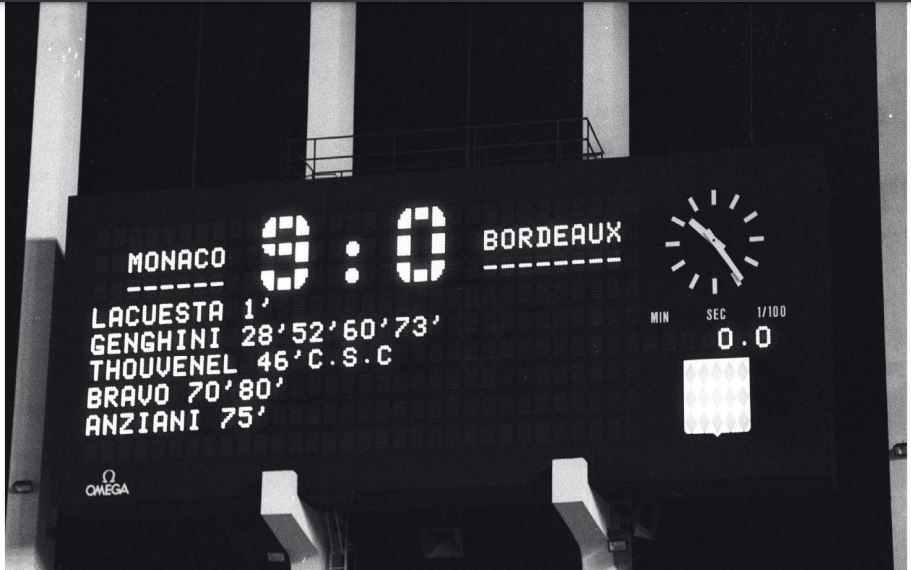 MONACO 9:0 BORDEAUX
LACUESTA 1'
GENGHINI 28'52'60'73'
THOUVENEL 46'C.S.C
BRAVO 70'80'
ANZIANI 75'
MIN SEC 1/100
0.0
Ω
OMEGA